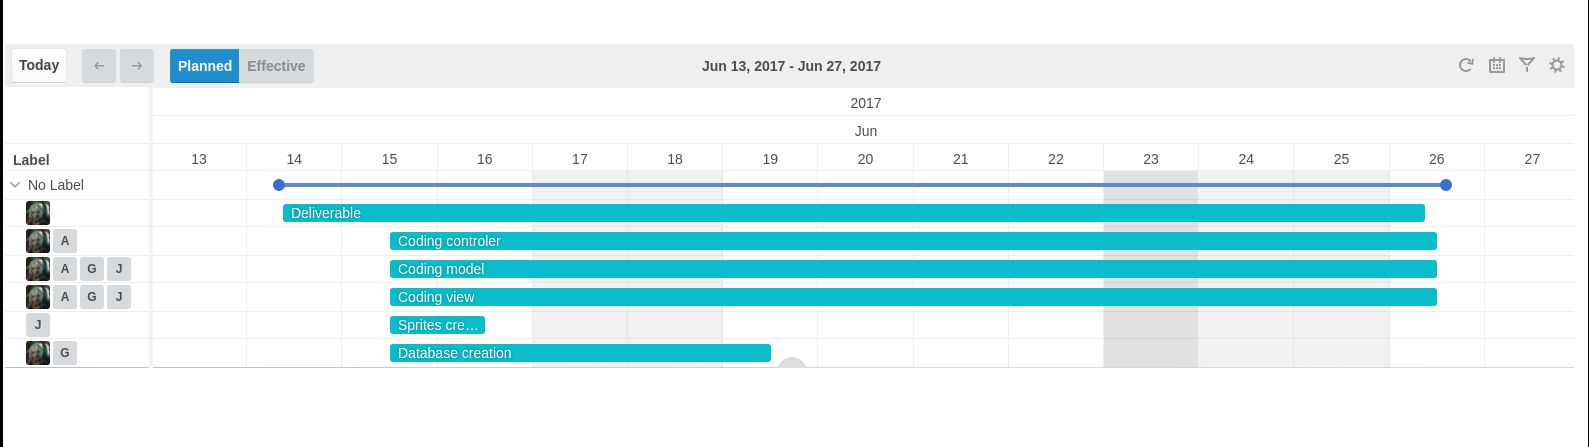 Today ← → Planned Effective Jun 13, 2017 - Jun 27, 2017
2017
Jun
Label 13 14 15 16 17 18 19 20 21 22 23 24 25 26 27
No Label
Deliverable
A Coding controler
A G J Coding model
A G J Coding view
J Sprites cre...
G Database creation